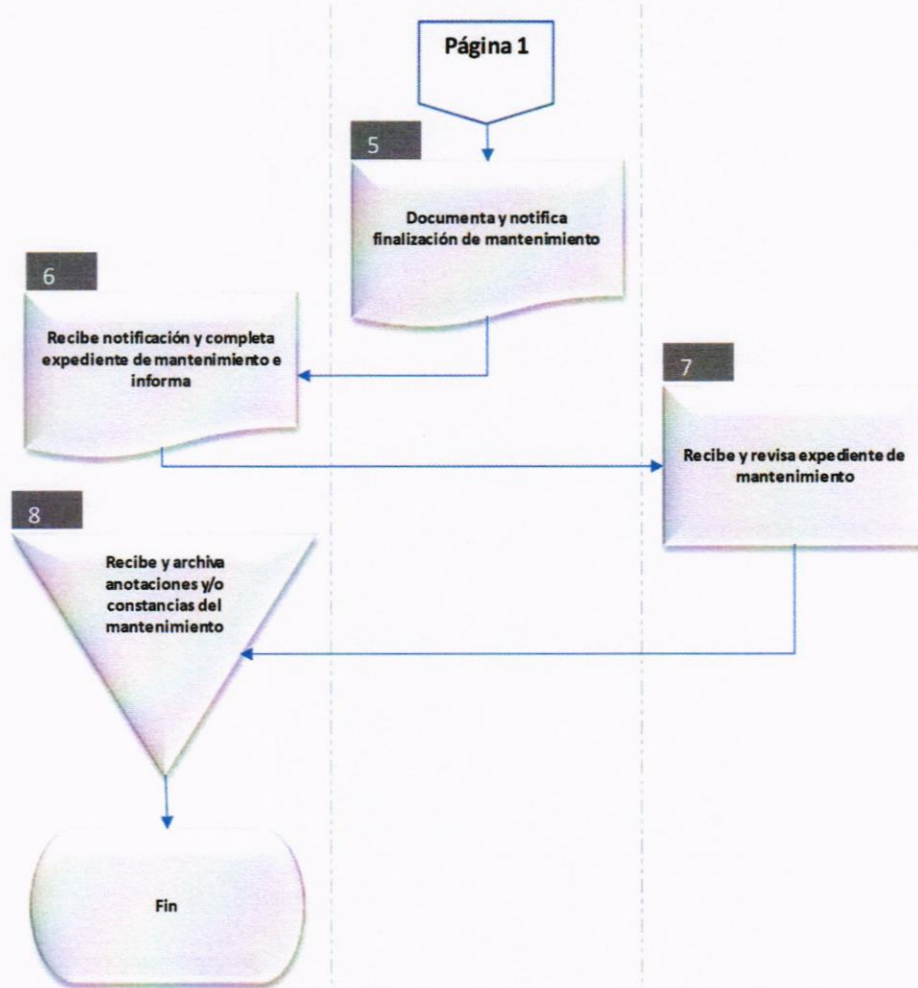 Página 1
5
Documenta y notifica
finalización de mantenimiento
6
Recibe notificación y completa
expediente de mantenimiento e
informa
7
Recibe y revisa expediente de
mantenimiento
8
Recibe y archiva
anotaciones y/o
constancias del
mantenimiento
Fin